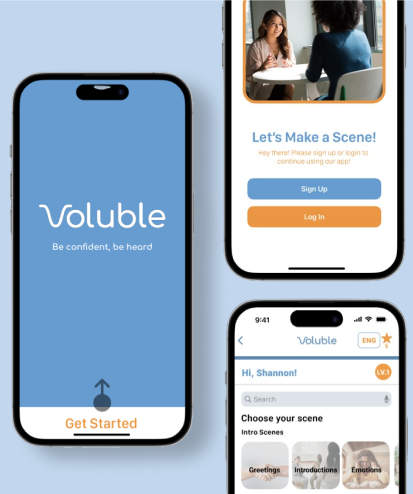 Voluble
Be confident, be heard
Get Started
Let's Make a Scene!
Hey there! Please sign up or login to
continue using our app!
Sign Up
Log In
9:41
Voluble
ENG
Hi, Shannon!
LV.1
Search
Choose your scene
Intro Scenes
Greetings
Introductions
Emotions